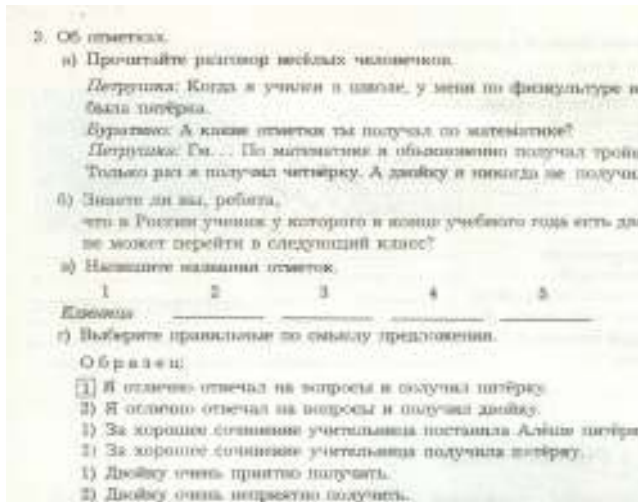 3. Об отметках.
а) Прочитайте разговор весёлых человечков.
Петрушка: Когда я учился в школе, у меня по физкультуре
была пятёрка.
Буратино: А какие отметки ты получал по математике?
Петрушка: Гм... По математике я обыкновенно получал
Только раз я получил четвёрку. А двойку я никогда не
б) Знаете ли вы, ребята,
что в России ученик у которого в конце учебного года есть
не может перейти в следующий класс?
в) Напишите названия отметок.
1 2 3 4 5
Единица
г) Выберите правильные по смыслу предложения.
Образец:
1) Я отлично отвечал на вопросы и получил пятёрку.
2) Я отлично отвечал на вопросы и получил двойку.
1) За хорошее сочинение учительница поставила Алёше
2) За хорошее сочинение учительница получила пятёрку.
1) Двойку очень приятно получать.
2) Двойку очень неприятно получать.